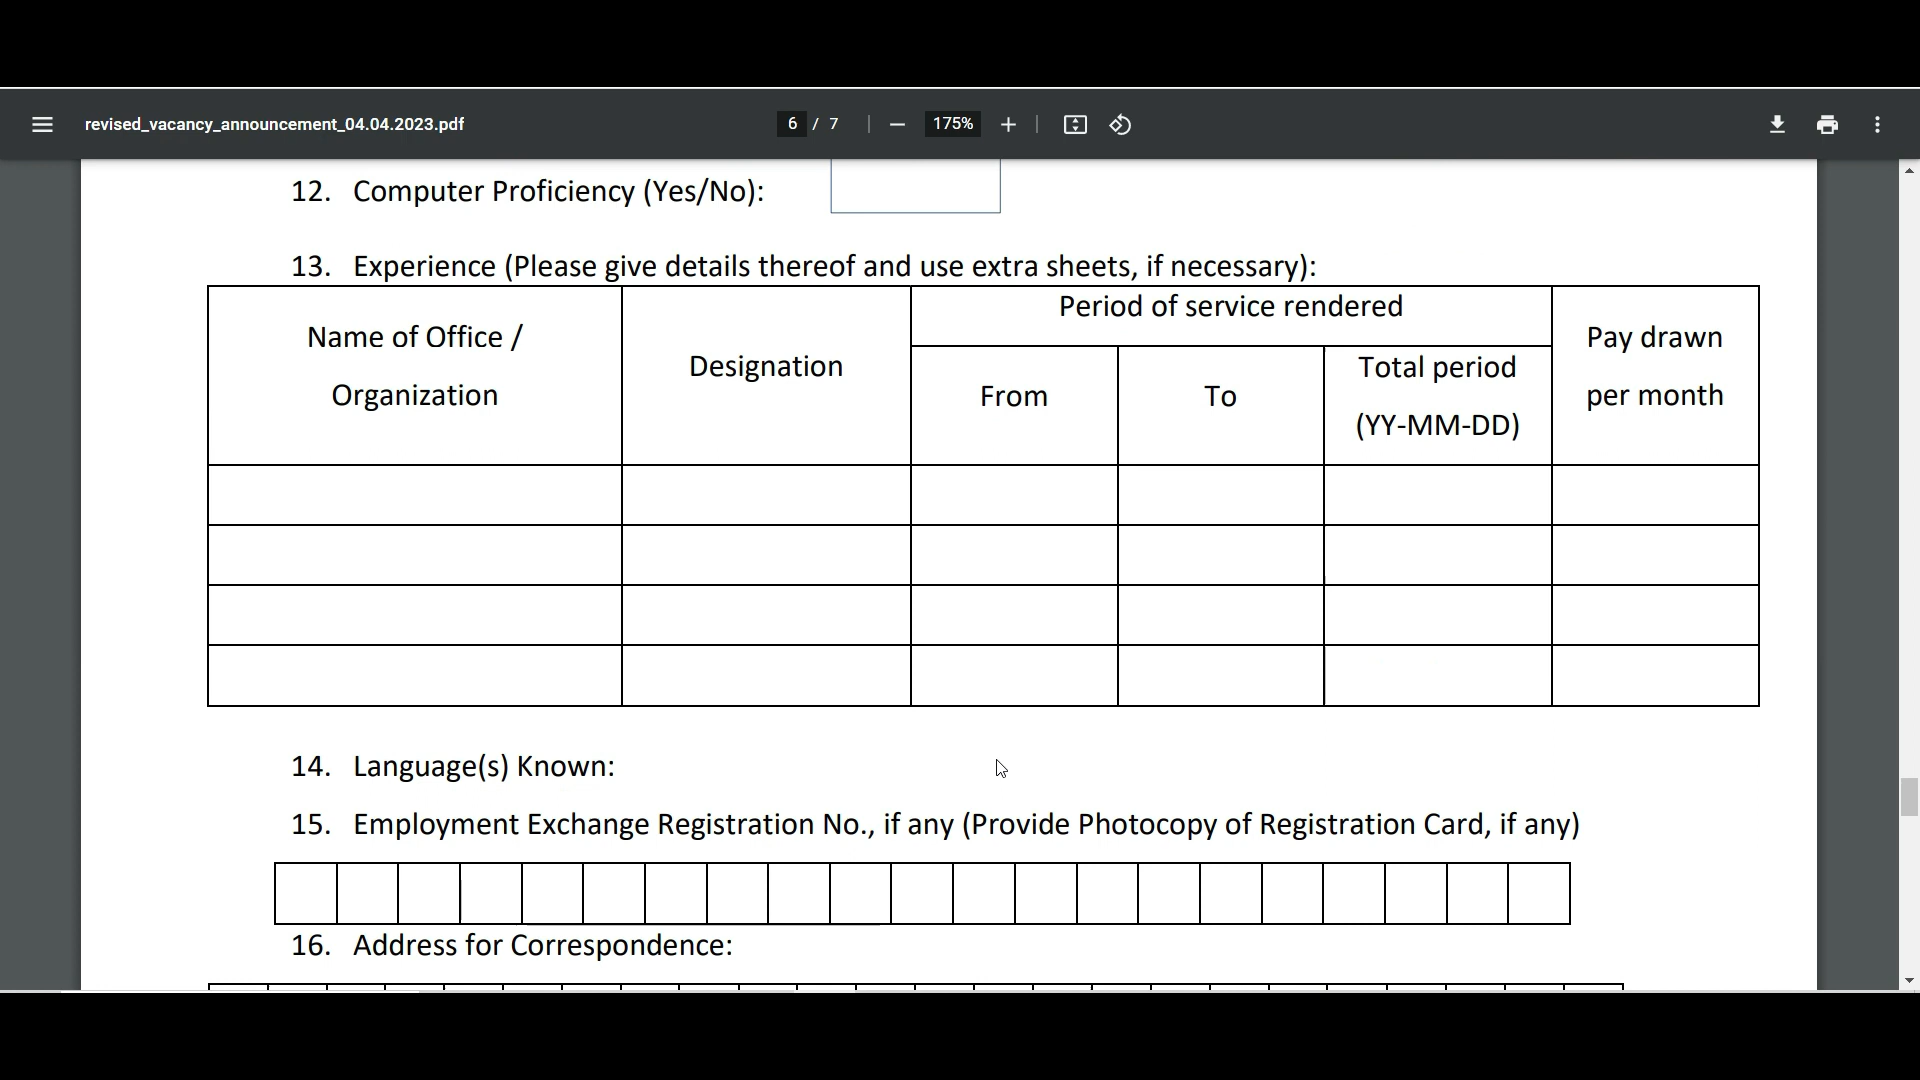 revised_vacancy_announcement_04.04.2023.pdf
6 / 7
175%
12. Computer Proficiency (Yes/No):
13. Experience (Please give details thereof and use extra sheets, if necessary):
Name of Office /
Organization
Designation
Period of service rendered
From
To
Total period
(YY-MM-DD)
Pay drawn
per month
14. Language(s) Known:
15. Employment Exchange Registration No., if any (Provide Photocopy of Registration Card, if any)
16. Address for Correspondence: